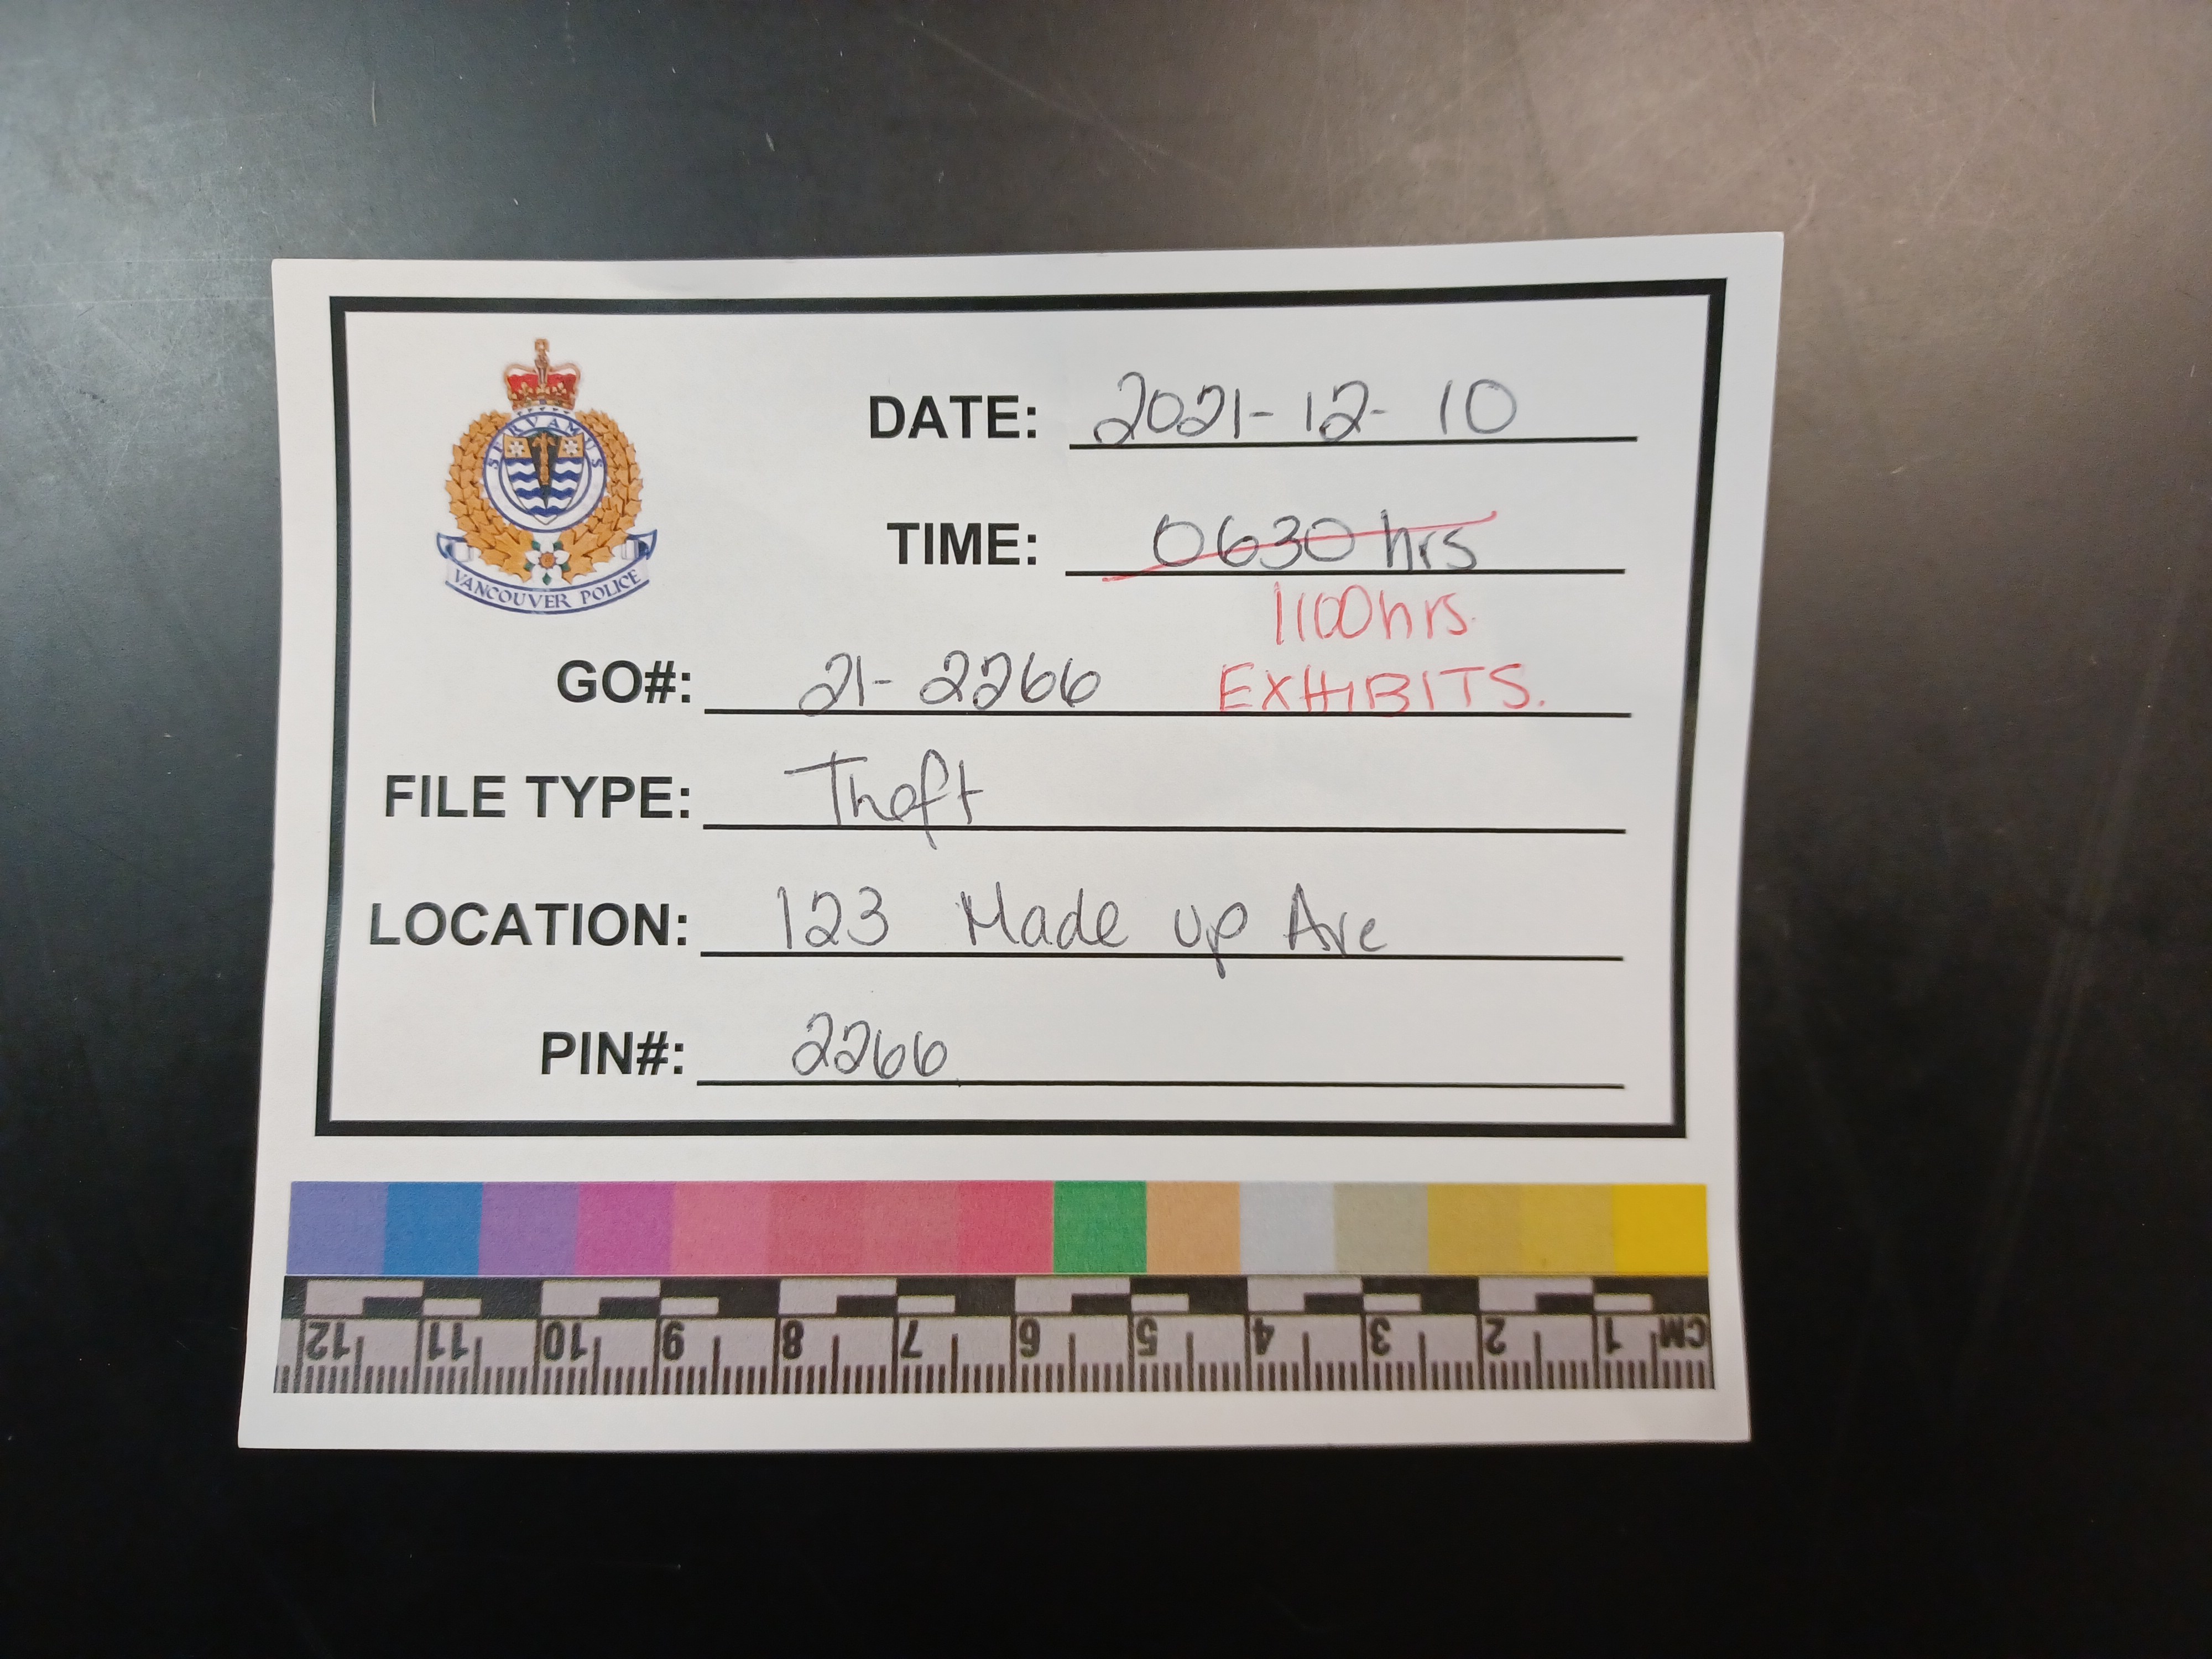 SERVAMUS
VANCOUVER POLICE
DATE: 2021-12-10
TIME: 0630 hrs
1100hrs.
GO#: 21-2266 EXHIBITS.
FILE TYPE: Theft
LOCATION: 123 Made up Ave
PIN#: 2266
12 11 10 9 8 7 6 5 4 3 2 1 CM